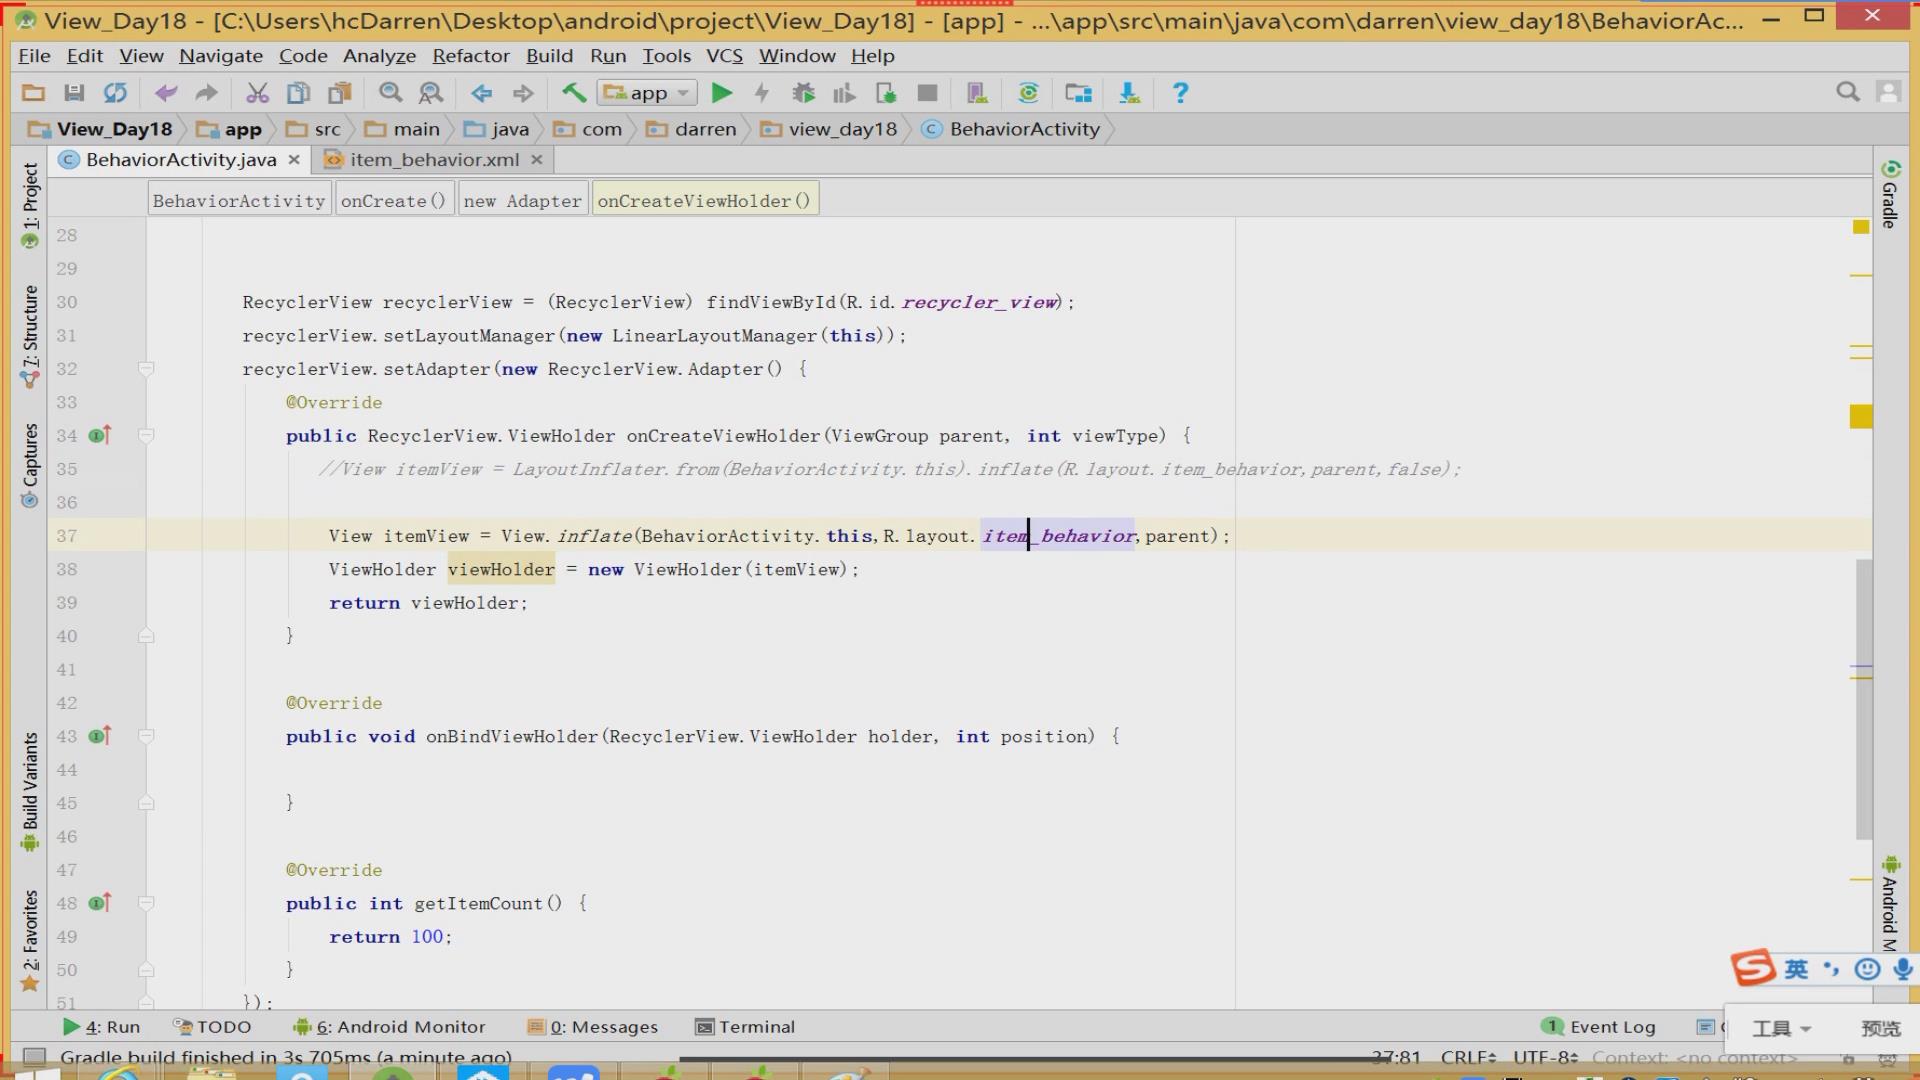 View_Day18 - [C:\Users\hcDarren\Desktop\android\project\View_Day18] - [app] - ...\app\src\main\java\com\darren\view_day18\BehaviorAc...
File Edit View Navigate Code Analyze Refactor Build Run Tools VCS Window Help
app
View_Day18 app src main java com darren view_day18 BehaviorActivity
BehaviorActivity.java item_behavior.xml
BehaviorActivity onCreate() new Adapter onCreateViewHolder()
28
29
30 RecyclerView recyclerView = (RecyclerView) findViewById(R.id.recycler_view);
31 recyclerView.setLayoutManager(new LinearLayoutManager(this));
32 recyclerView.setAdapter(new RecyclerView.Adapter() {
33 @Override
34 public RecyclerView.ViewHolder onCreateViewHolder(ViewGroup parent, int viewType) {
35 //View itemView = LayoutInflater.from(BehaviorActivity.this).inflate(R.layout.item_behavior,parent,false);
36
37 View itemView = View.inflate(BehaviorActivity.this,R.layout.item_behavior,parent);
38 ViewHolder viewHolder = new ViewHolder(itemView);
39 return viewHolder;
40 }
41
42 @Override
43 public void onBindViewHolder(RecyclerView.ViewHolder holder, int position) {
44
45 }
46
47 @Override
48 public int getItemCount() {
49 return 100;
50 }
51 });
1: Project
7: Structure
Captures
Build Variants
2: Favorites
Gradle
Android M
英
工具 预览
4: Run TODO 6: Android Monitor 0: Messages Terminal 1 Event Log
Gradle build finished in 3s 705ms (a minute ago) 37:81 CRLF UTF-8 Context: <no context>